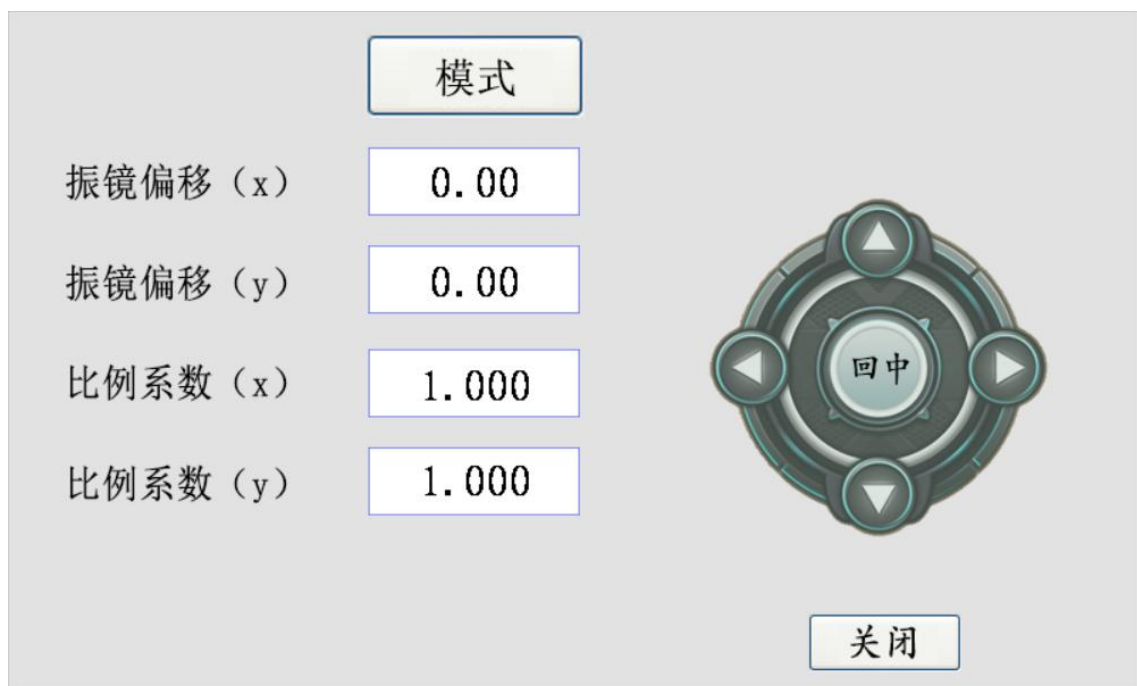 模式
振镜偏移（x） 0.00
振镜偏移（y） 0.00
比例系数（x） 1.000
比例系数（y） 1.000
回中
关闭